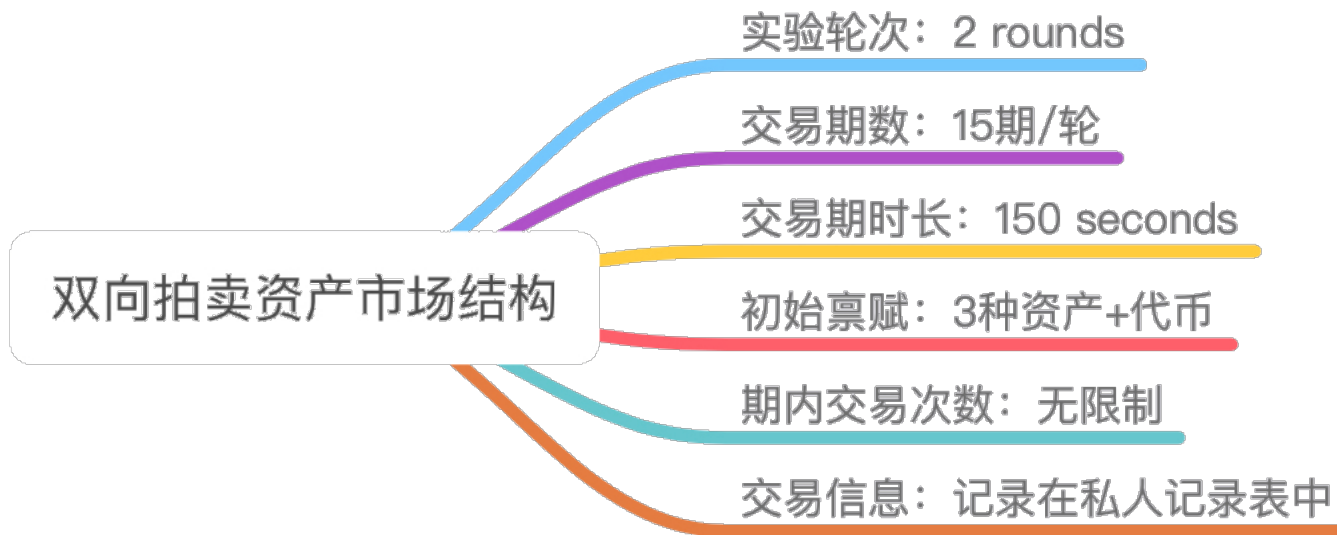 实验轮次：2 rounds
交易期数：15期/轮
交易期时长：150 seconds
双向拍卖资产市场结构
初始禀赋：3种资产+代币
期内交易次数：无限制
交易信息：记录在私人记录表中